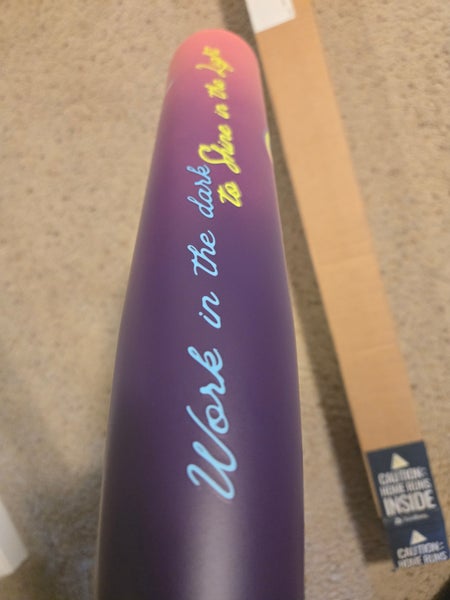 Work in the dark
to Shine in the Light
CAUTION:
HOME RUNS
INSIDE
CAUTION:
HOME RUNS